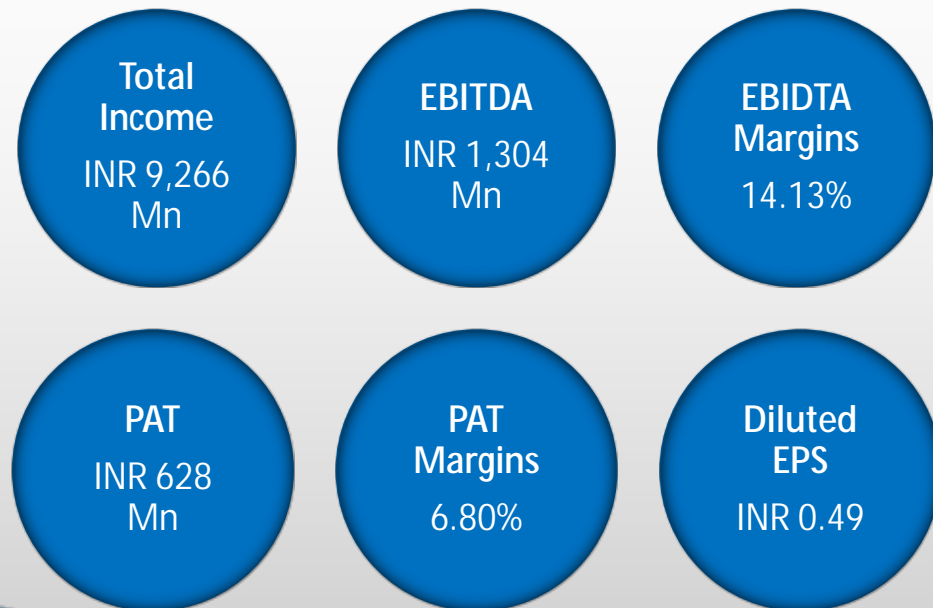 Total
Income
INR 9,266
Mn
EBITDA
INR 1,304
Mn
EBIDTA
Margins
14.13%
PAT
INR 628
Mn
PAT
Margins
6.80%
Diluted
EPS
INR 0.49